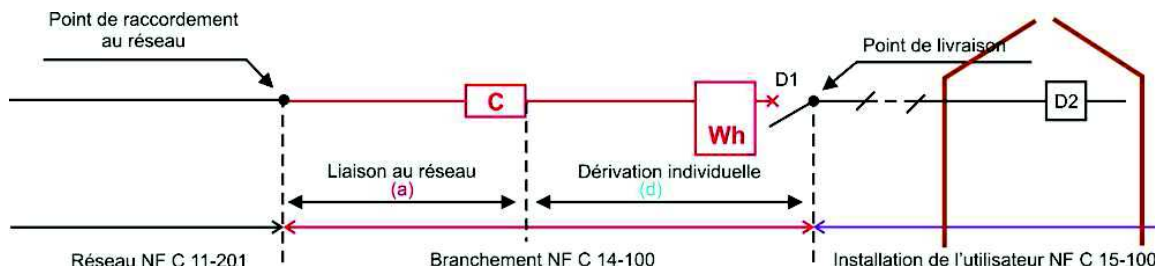 Point de raccordement
au réseau
Point de livraison
D1
C
Wh
D2
Liaison au réseau
(a)
Dérivation individuelle
(d)
Réseau NF C 11-201
Branchement NF C 14-100
Installation de l'utilisateur NF C 15-100